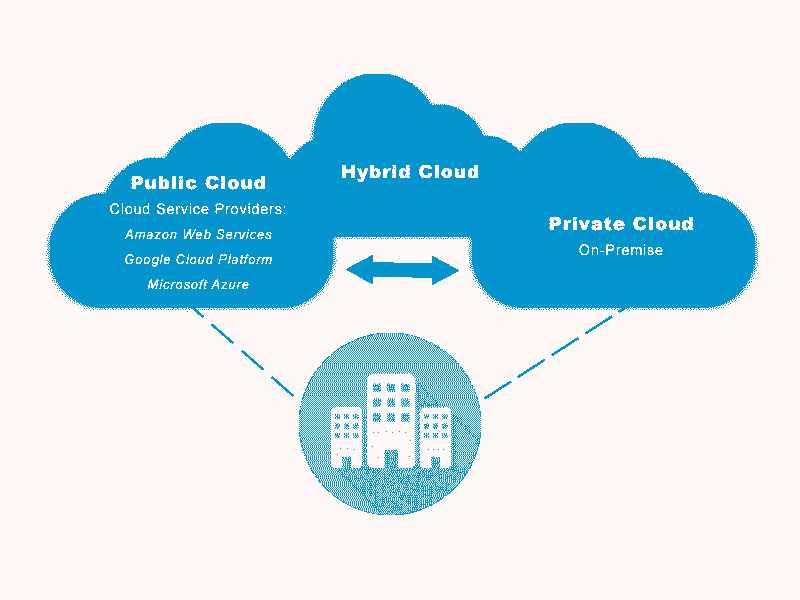 Hybrid Cloud
Public Cloud
Cloud Service Providers:
Amazon Web Services
Google Cloud Platform
Microsoft Azure
Private Cloud
On-Premise